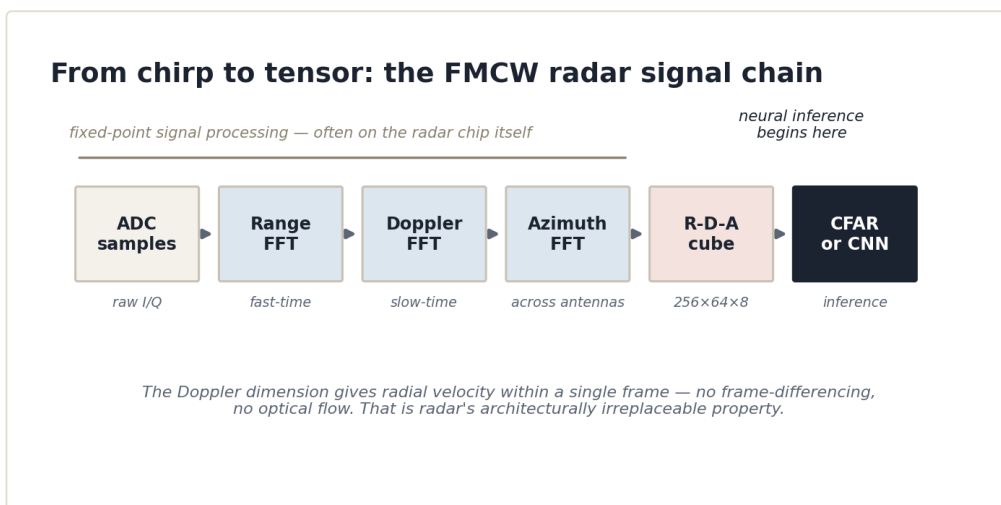 From chirp to tensor: the FMCW radar signal chain
fixed-point signal processing — often on the radar chip itself
neural inference
begins here
ADC
samples
Range
FFT
Doppler
FFT
Azimuth
FFT
R-D-A
cube
CFAR
or CNN
raw I/Q
fast-time
slow-time
across antennas
256×64×8
inference
The Doppler dimension gives radial velocity within a single frame — no frame-differencing,
no optical flow. That is radar's architecturally irreplaceable property.